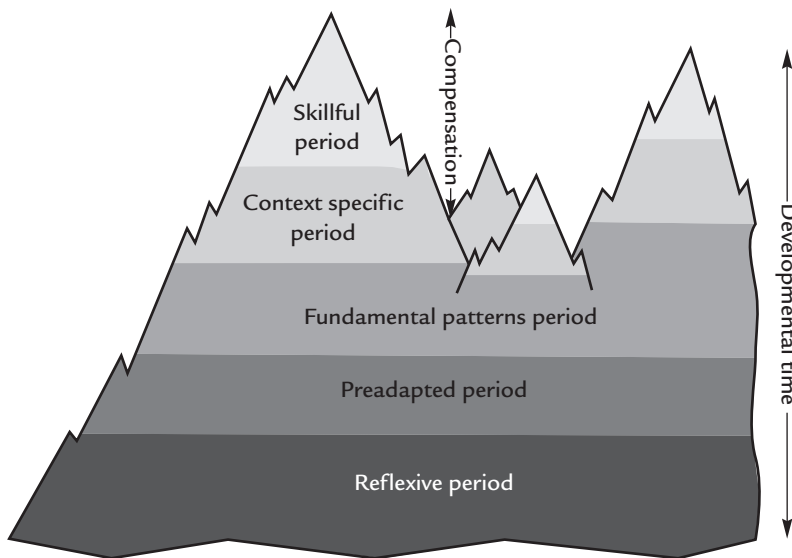 Compensation
Skillful
period
Context specific
period
Fundamental patterns period
Preadapted period
Reflexive period
Developmental time